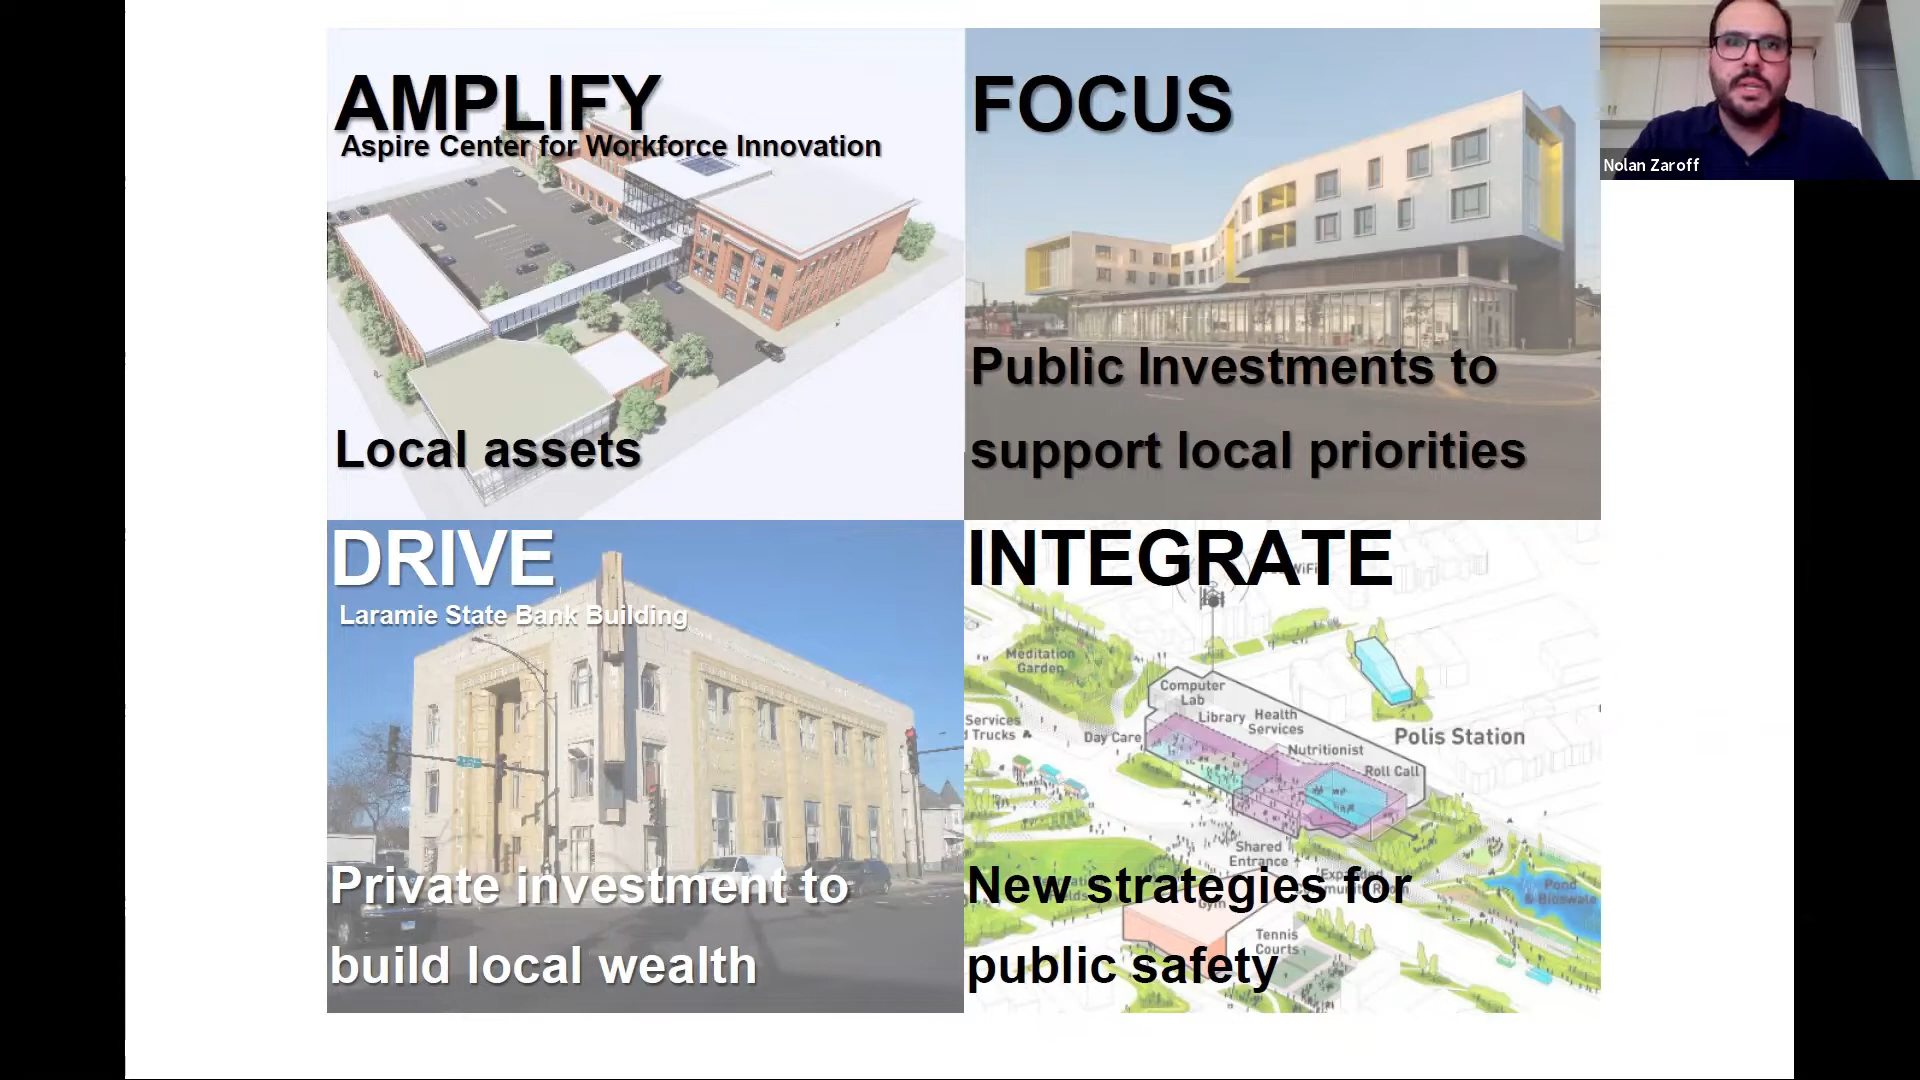 AMPLIFY
Aspire Center for Workforce Innovation
Local assets
FOCUS
Public Investments to
support local priorities
Nolan Zaroff
DRIVE
Laramie State Bank Building
Private investment to
build local wealth
INTEGRATE
WiFi
Meditation
Garden
Computer
Lab
Library
Health
Services
Services
Trucks
Day Care
Nutritionist
Polis Station
Roll Call
Shared
Entrance
New strategies for
Gym
Pond
& Bioswale
Tennis
Courts
public safety